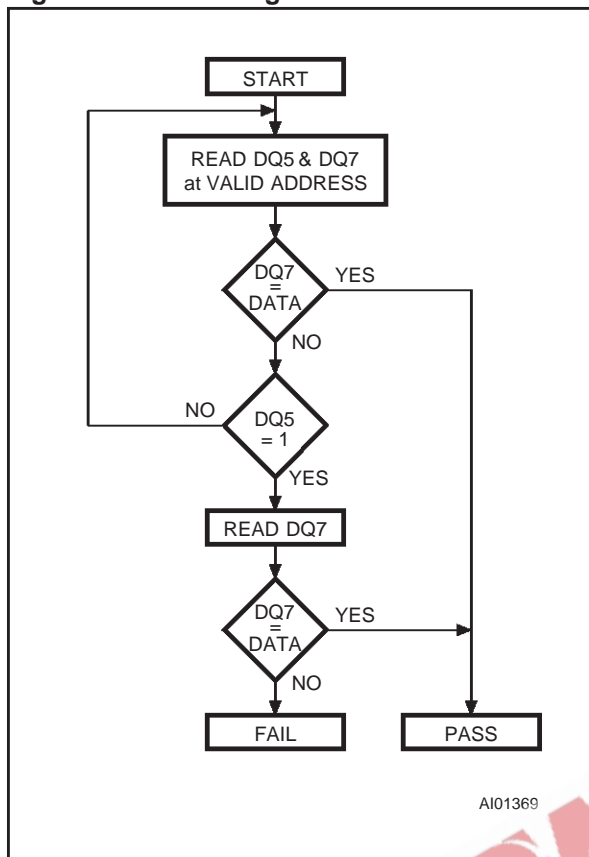 START
READ DQ5 & DQ7
at VALID ADDRESS
DQ7
=
DATA
YES
NO
NO
DQ5
= 1
YES
READ DQ7
DQ7
=
DATA
YES
NO
FAIL
PASS
AI01369